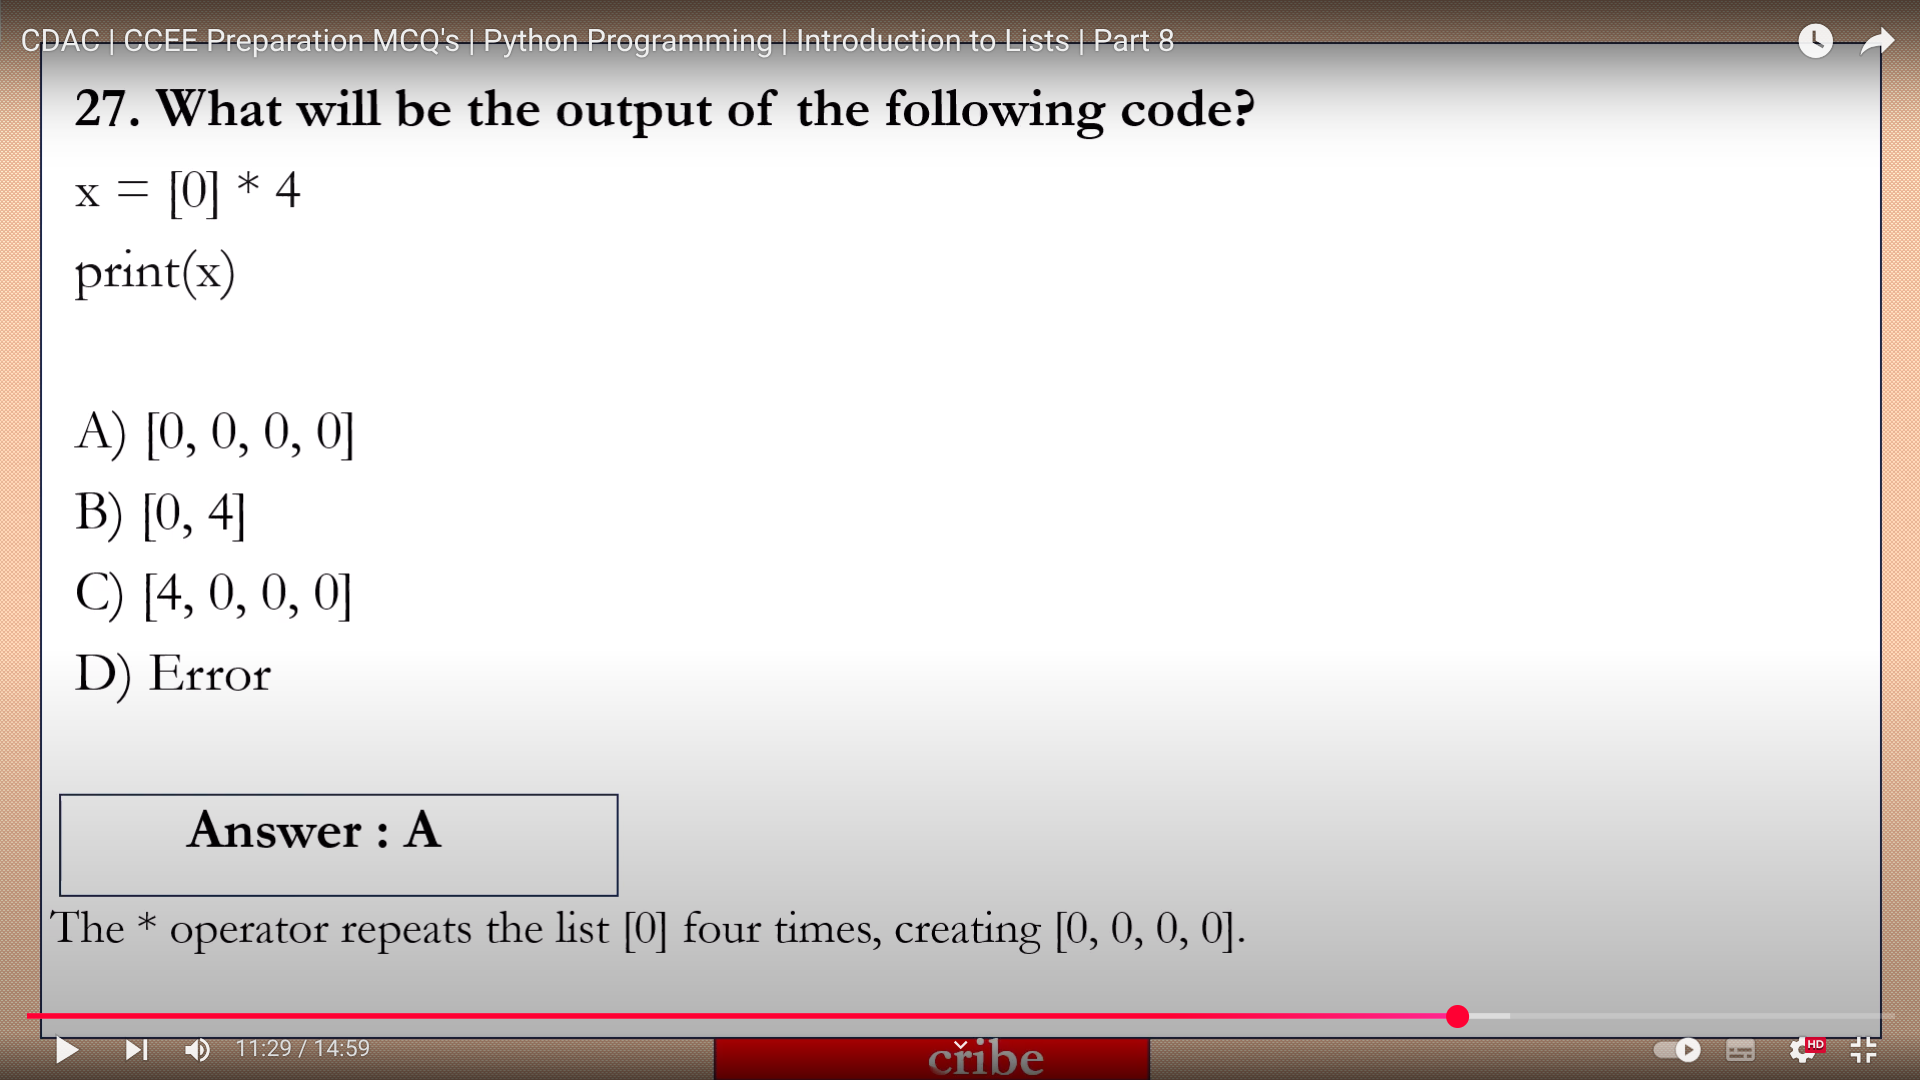 CDAC | CCEE Preparation MCQ's | Python Programming | Introduction to Lists | Part 8
27. What will be the output of the following code?
x = [0] * 4
print(x)
A) [0, 0, 0, 0]
B) [0, 4]
C) [4, 0, 0, 0]
D) Error
Answer : A
The * operator repeats the list [0] four times, creating [0, 0, 0, 0].
11:29 / 14:59
cribe
HD